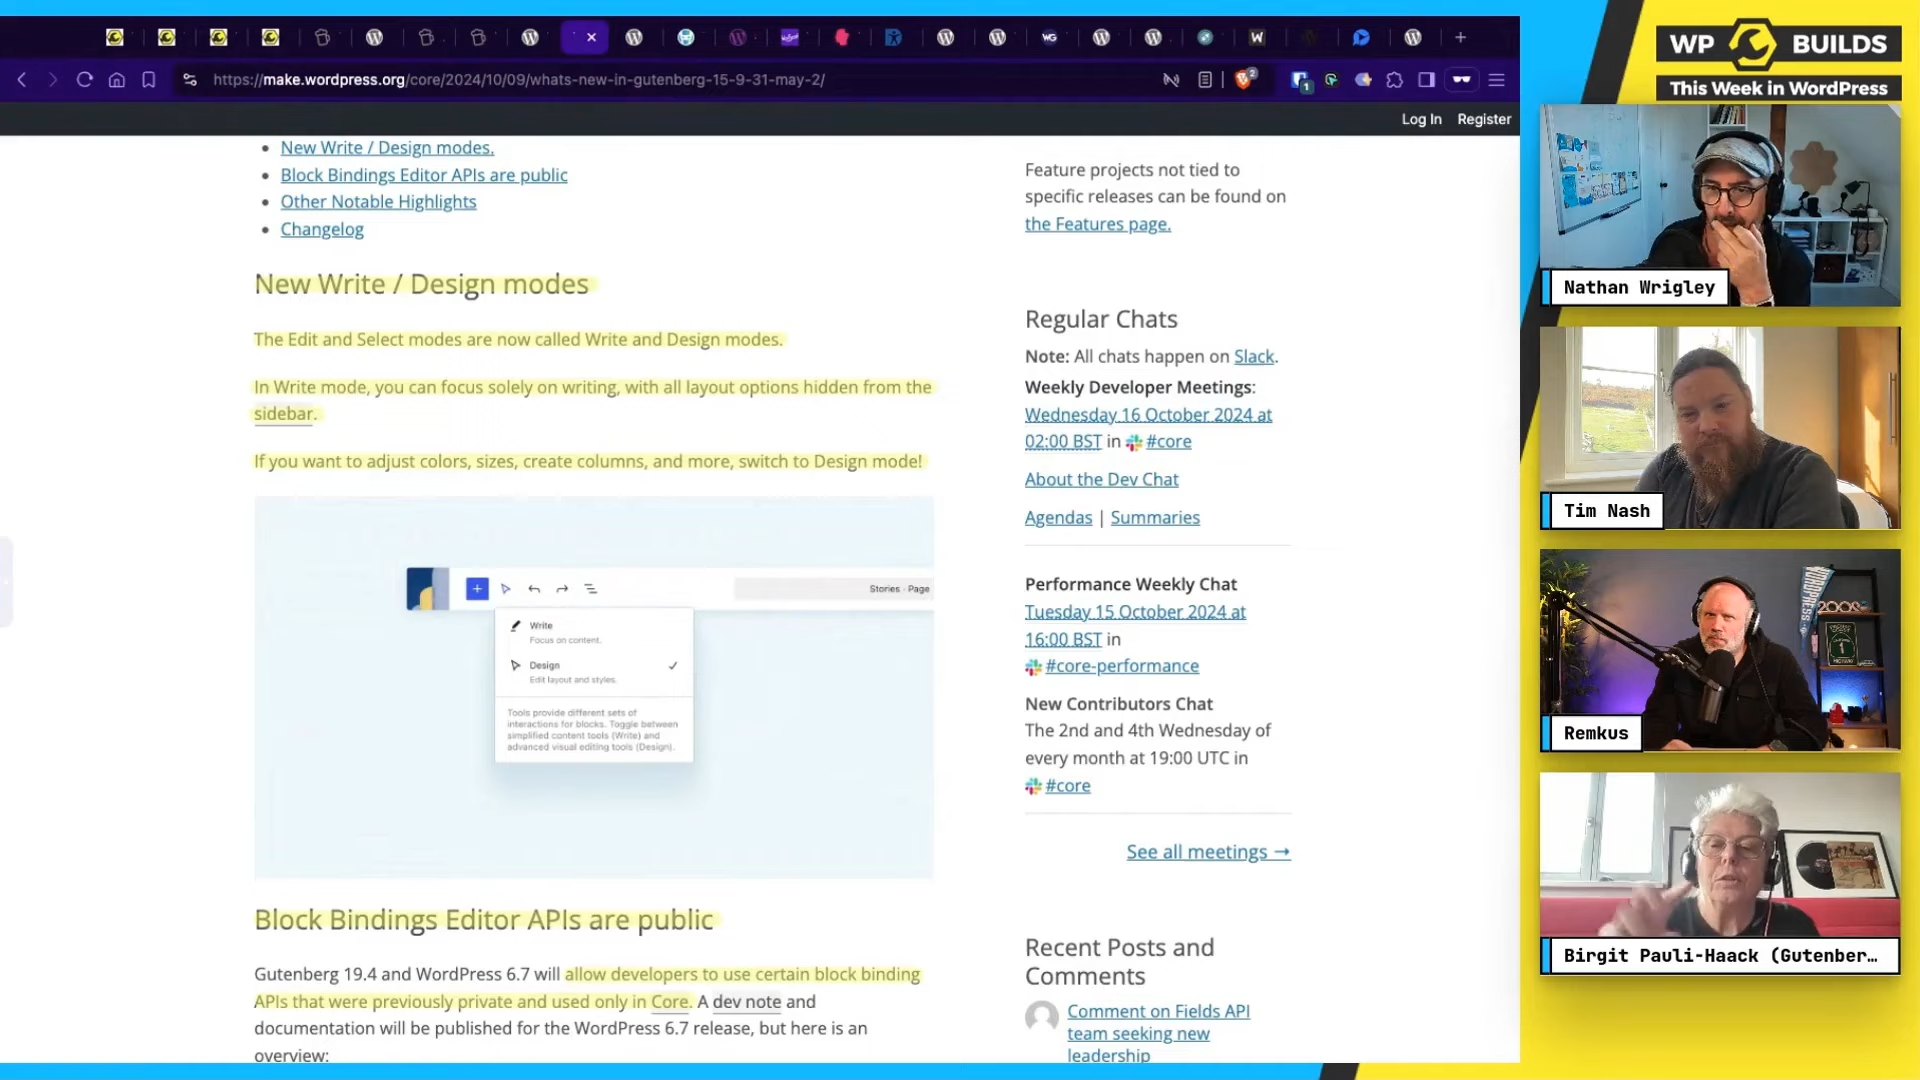 https://make.wordpress.org/core/2024/10/09/whats-new-in-gutenberg-15-9-31-may-2/
Log In Register
New Write / Design modes.
Block Bindings Editor APIs are public
Other Notable Highlights
Changelog
New Write / Design modes
The Edit and Select modes are now called Write and Design modes.
In Write mode, you can focus solely on writing, with all layout options hidden from the
sidebar.
If you want to adjust colors, sizes, create columns, and more, switch to Design mode!
Stories · Page
Write
Focus on content.
Design
Edit layout and styles.
Tools provide different sets of
interactions for blocks. Toggle between
simplified content tools (Write) and
advanced visual editing tools (Design).
Block Bindings Editor APIs are public
Gutenberg 19.4 and WordPress 6.7 will allow developers to use certain block binding
APIs that were previously private and used only in Core. A dev note and
documentation will be published for the WordPress 6.7 release, but here is an
overview:
Feature projects not tied to
specific releases can be found on
the Features page.
Regular Chats
Note: All chats happen on Slack.
Weekly Developer Meetings:
Wednesday 16 October 2024 at
02:00 BST in #core
About the Dev Chat
Agendas | Summaries
Performance Weekly Chat
Tuesday 15 October 2024 at
16:00 BST in
#core-performance
New Contributors Chat
The 2nd and 4th Wednesday of
every month at 19:00 UTC in
#core
See all meetings →
Recent Posts and
Comments
Comment on Fields API
team seeking new
leadership
WP BUILDS
This Week in WordPress
Nathan Wrigley
Tim Nash
Remkus
Birgit Pauli-Haack (Gutenber...